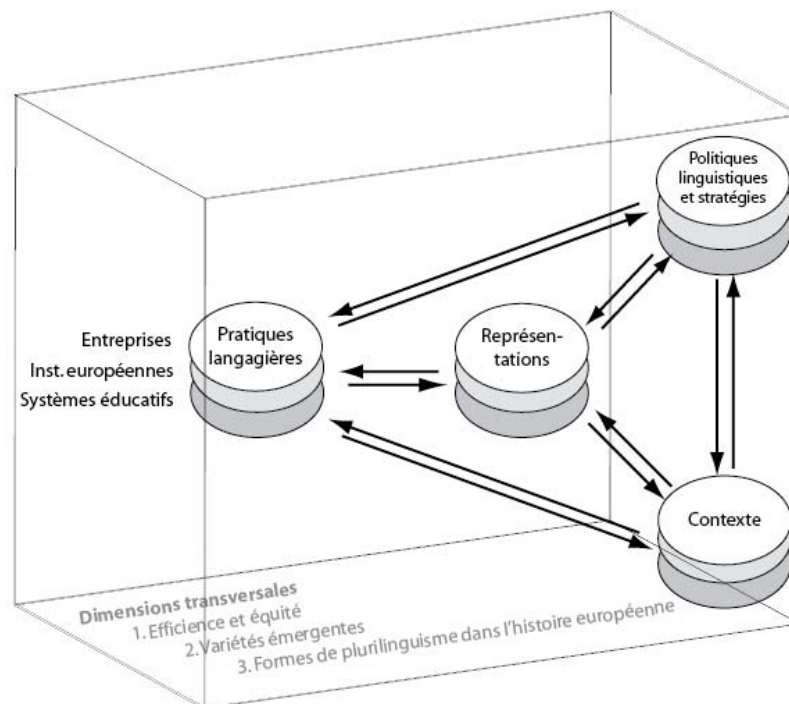 Politiques
linguistiques
et stratégies
Entreprises
Inst. européennes
Systèmes éducatifs
Pratiques
langagières
Représen-
tations
Contexte
Dimensions transversales
1. Efficience et équité
2. Variétés émergentes
3. Formes de plurilinguisme dans l'histoire européenne